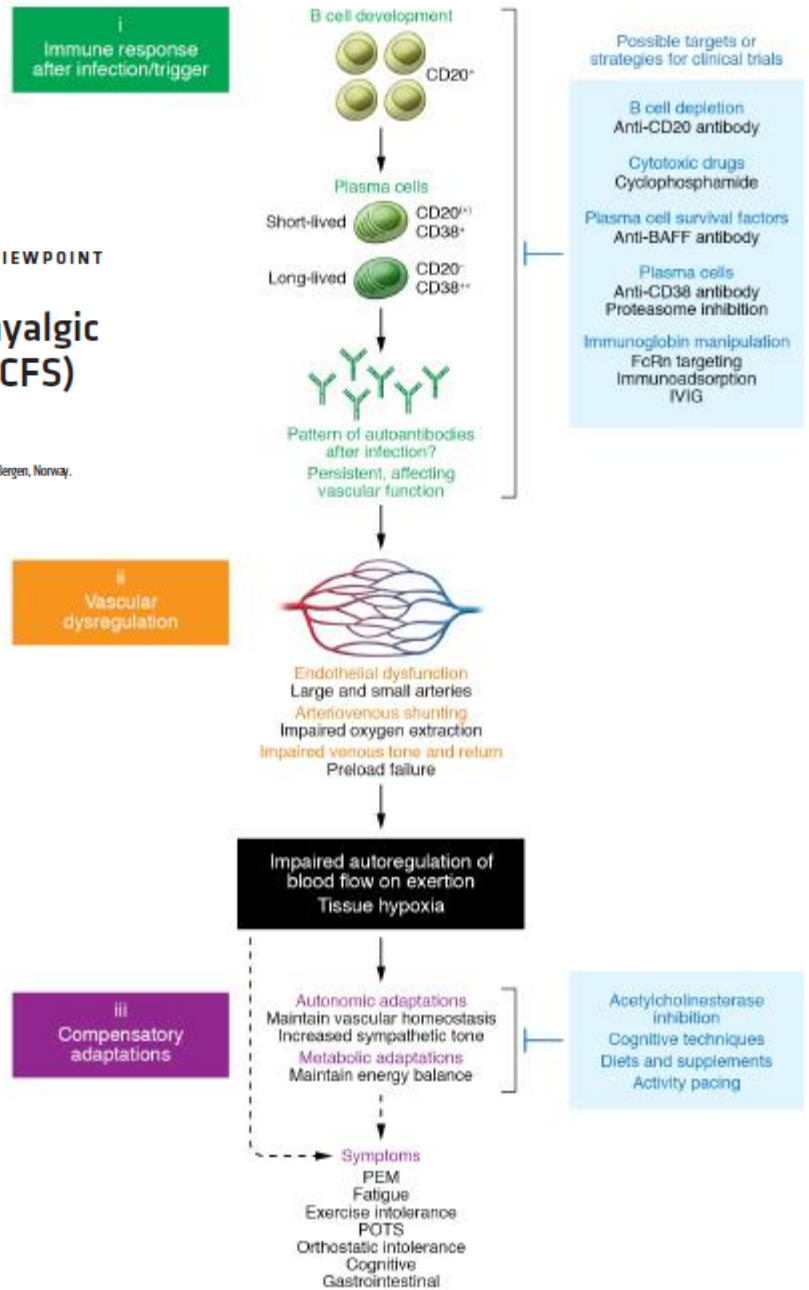 i
Immune response
after infection/trigger
B cell development
CD20⁺
Plasma cells
Short-lived
CD20⁽⁺⁾
CD38⁺
Long-lived
CD20⁻
CD38⁺⁺
Pattern of autoantibodies
after infection?
Persistent, affecting
vascular function
Possible targets or
strategies for clinical trials
B cell depletion
Anti-CD20 antibody
Cytotoxic drugs
Cyclophosphamide
Plasma cell survival factors
Anti-BAFF antibody
Plasma cells
Anti-CD38 antibody
Proteasome inhibition
Immunoglobin manipulation
FcRn targeting
Immunoadsorption
IVIG
IEWPOINT
yalgic
CFS)
Bergen, Norway.
ii
Vascular
dysregulation
Endothelial dysfunction
Large and small arteries
Arteriovenous shunting
Impaired oxygen extraction
Impaired venous tone and return
Preload failure
Impaired autoregulation of
blood flow on exertion
Tissue hypoxia
iii
Compensatory
adaptations
Autonomic adaptations
Maintain vascular homeostasis
Increased sympathetic tone
Metabolic adaptations
Maintain energy balance
Acetylcholinesterase
inhibition
Cognitive techniques
Diets and supplements
Activity pacing
Symptoms
PEM
Fatigue
Exercise intolerance
POTS
Orthostatic intolerance
Cognitive
Gastrointestinal